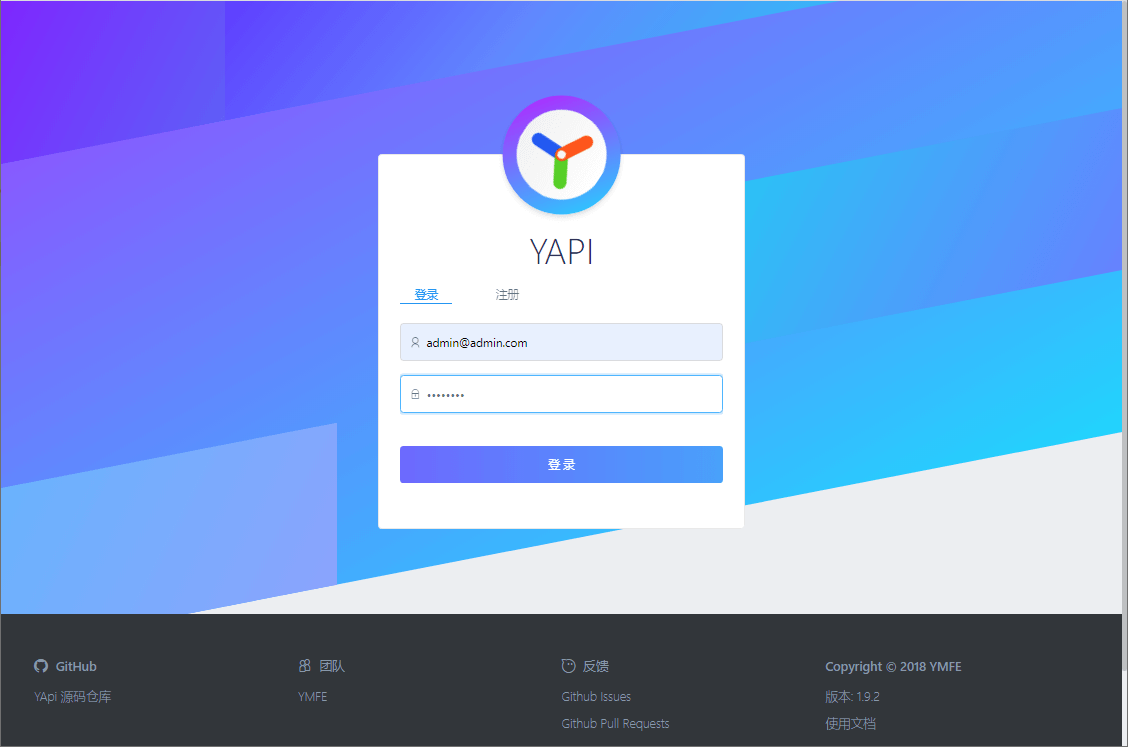 YAPI
登录
注册
admin@admin.com
••••••••
登录
GitHub
YApi 源码仓库
团队
YMFE
反馈
Github Issues
Github Pull Requests
Copyright © 2018 YMFE
版本: 1.9.2
使用文档